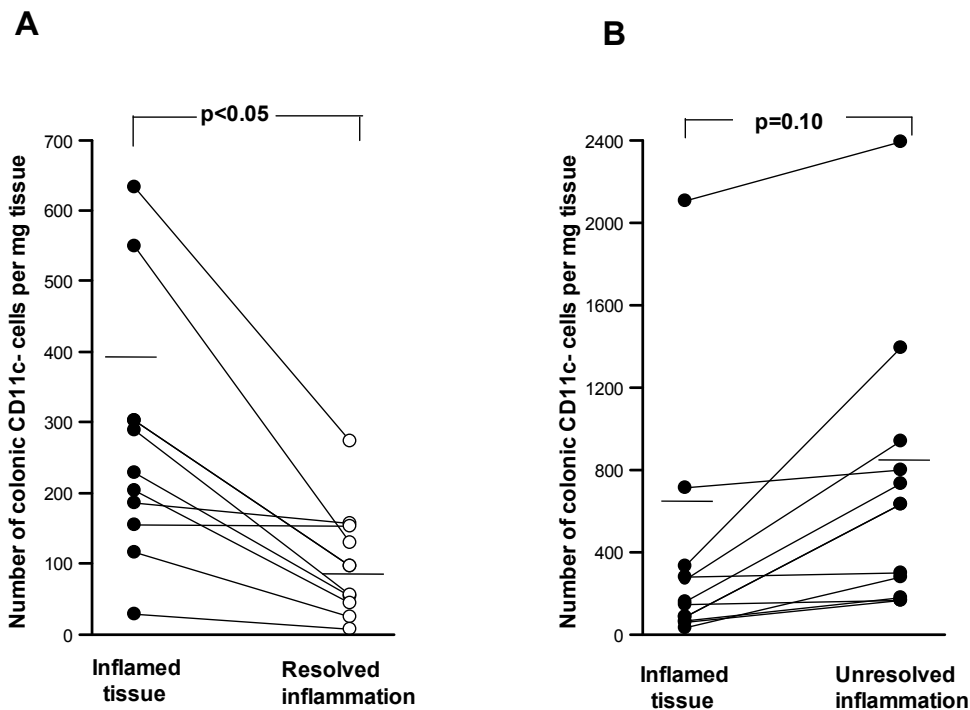 A
B
p<0.05
p=0.10
Number of colonic CD11c- cells per mg tissue
700
600
500
400
300
200
100
0
Inflamed
tissue
Resolved
inflammation
Number of colonic CD11c- cells per mg tissue
2400
2000
1600
1200
800
400
0
Inflamed
tissue
Unresolved
inflammation